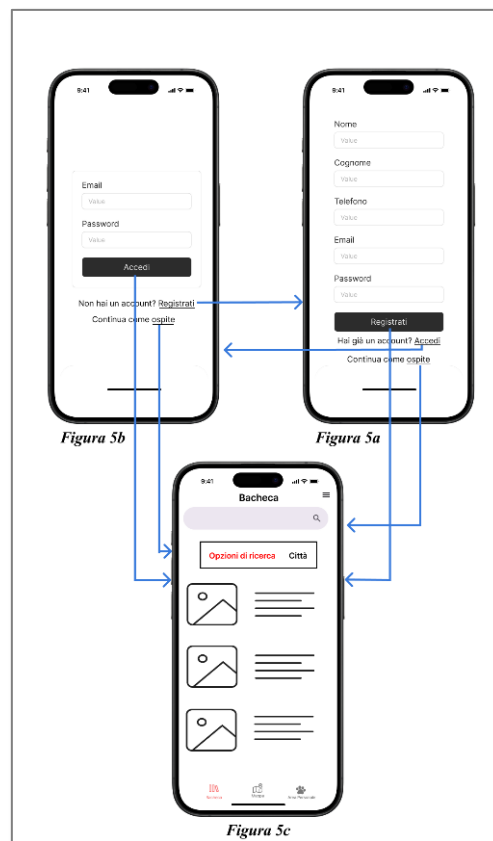 9:41
Email
Value
Password
Value
Accedi
Non hai un account? Registrati
Continua come ospite
Figura 5b
9:41
Nome
Value
Cognome
Value
Telefono
Value
Email
Value
Password
Value
Registrati
Hai già un account? Accedi
Continua come ospite
Figura 5a
9:41
Bacheca
Opzioni di ricerca Città
Figura 5c